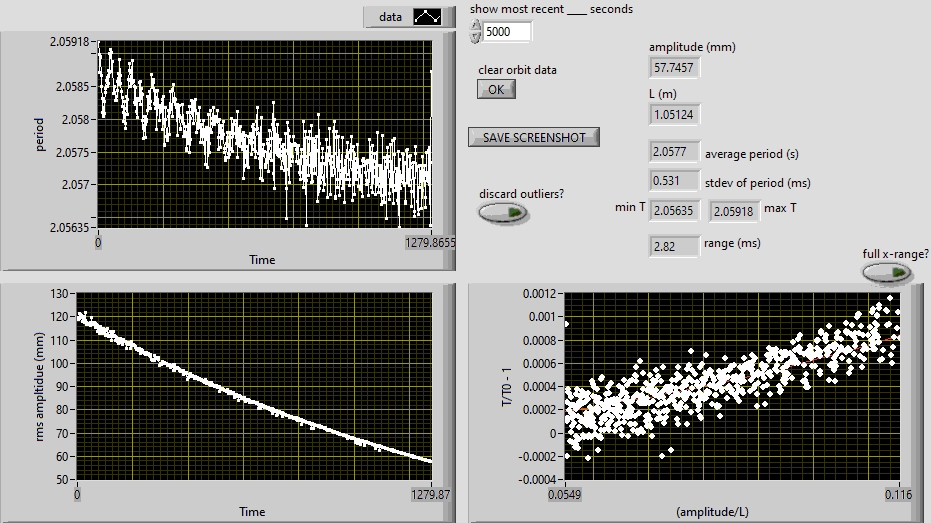 data
2.05918
2.0585
2.058
2.0575
2.057
2.05635
period
0
1279.8655
Time
show most recent ____ seconds
5000
clear orbit data
OK
SAVE SCREENSHOT
discard outliers?
amplitude (mm)
57.7457
L (m)
1.05124
2.0577 average period (s)
0.531 stdev of period (ms)
min T 2.05635 2.05918 max T
2.82 range (ms)
full x-range?
130
120
110
100
90
80
70
60
50
rms ampltidue (mm)
0
1279.87
Time
0.0012
0.001
0.0008
0.0006
0.0004
0.0002
0
-0.0002
-0.0004
T/T0 - 1
0.0549
0.116
(amplitude/L)